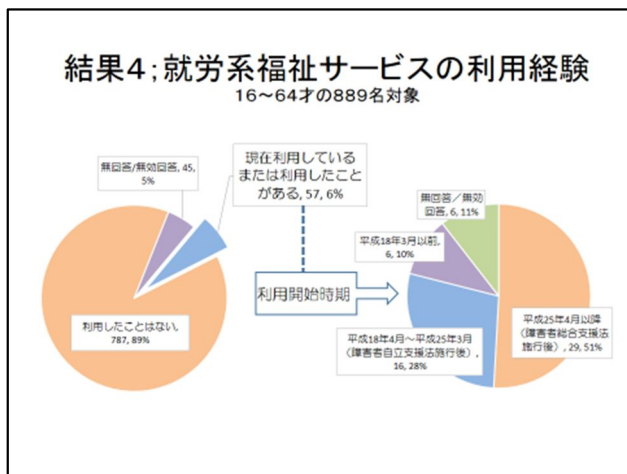 結果４；就労系福祉サービスの利用経験
16～64才の889名対象
無回答/無効回答, 45,
5%
現在利用している
または利用したこと
がある, 57, 6%
利用したことはない,
787, 89%
利用開始時期
無回答／無効
回答, 6, 11%
平成18年3月以前,
6, 10%
平成18年4月～平成25年3月
（障害者自立支援法施行後）,
16, 28%
平成25年4月以降
（障害者総合支援法
施行後）, 29, 51%